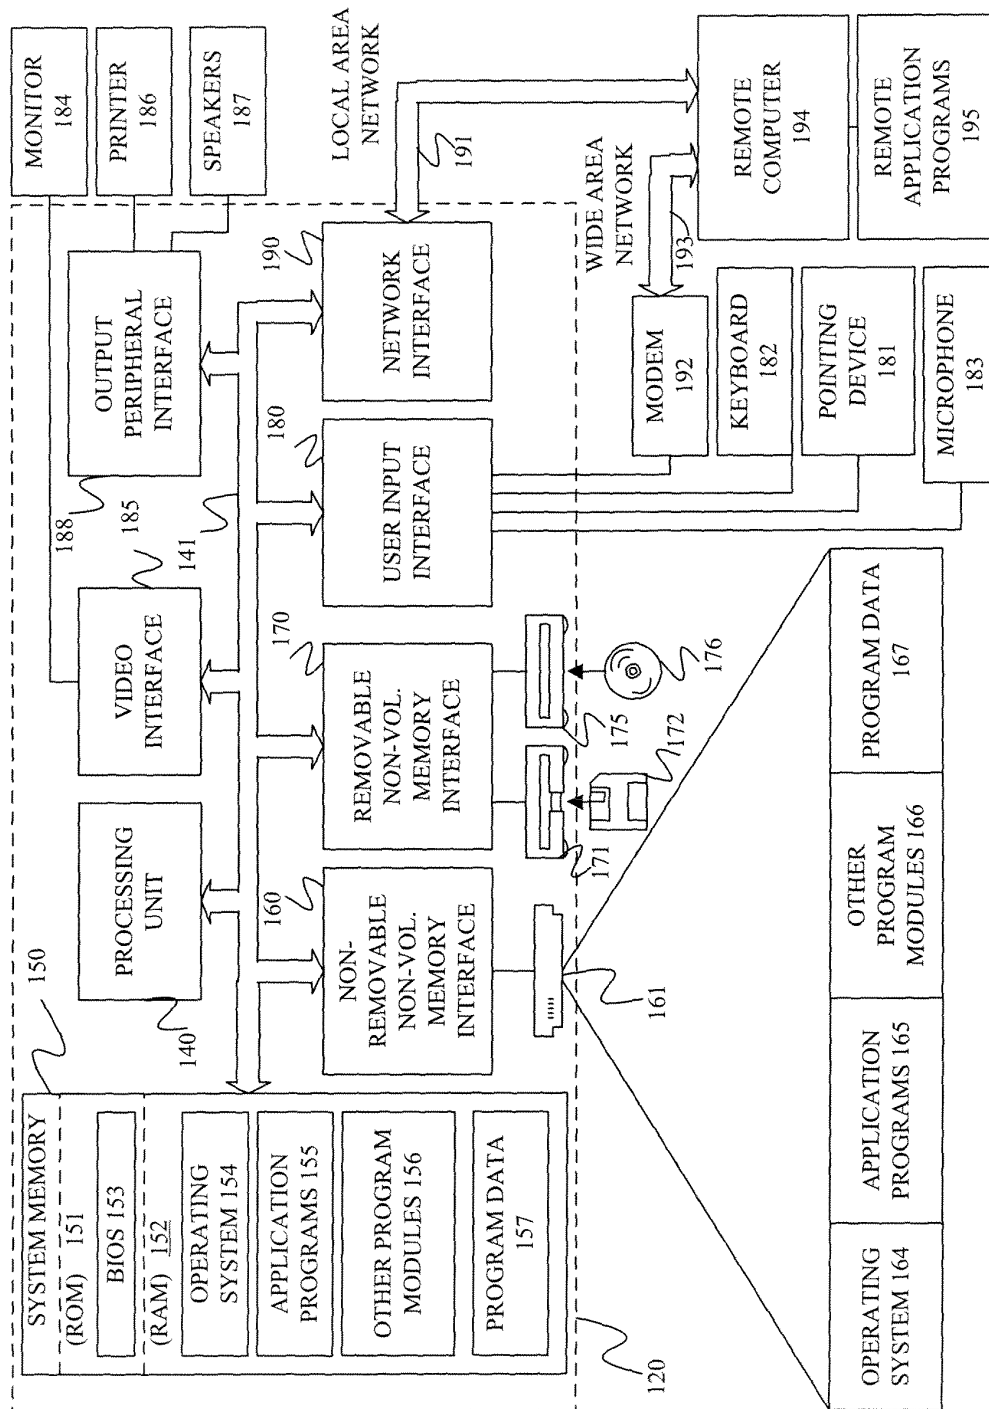 SYSTEM MEMORY
(ROM) 151
BIOS 153
(RAM) 152
OPERATING
SYSTEM 154
APPLICATION
PROGRAMS 155
OTHER PROGRAM
MODULES 156
PROGRAM DATA
157
150
120
PROCESSING
UNIT
140
VIDEO
INTERFACE
185
OUTPUT
PERIPHERAL
INTERFACE
188
141
MONITOR
184
PRINTER
186
SPEAKERS
187
NON-
REMOVABLE
NON-VOL.
MEMORY
INTERFACE
160
REMOVABLE
NON-VOL.
MEMORY
INTERFACE
170
USER INPUT
INTERFACE
180
NETWORK
INTERFACE
190
LOCAL AREA
NETWORK
191
161
171
172
175
176
WIDE AREA
NETWORK
193
MODEM
192
KEYBOARD
182
POINTING
DEVICE
181
MICROPHONE
183
REMOTE
COMPUTER
194
REMOTE
APPLICATION
PROGRAMS
195
OPERATING
SYSTEM 164
APPLICATION
PROGRAMS 165
OTHER
PROGRAM
MODULES 166
PROGRAM DATA
167